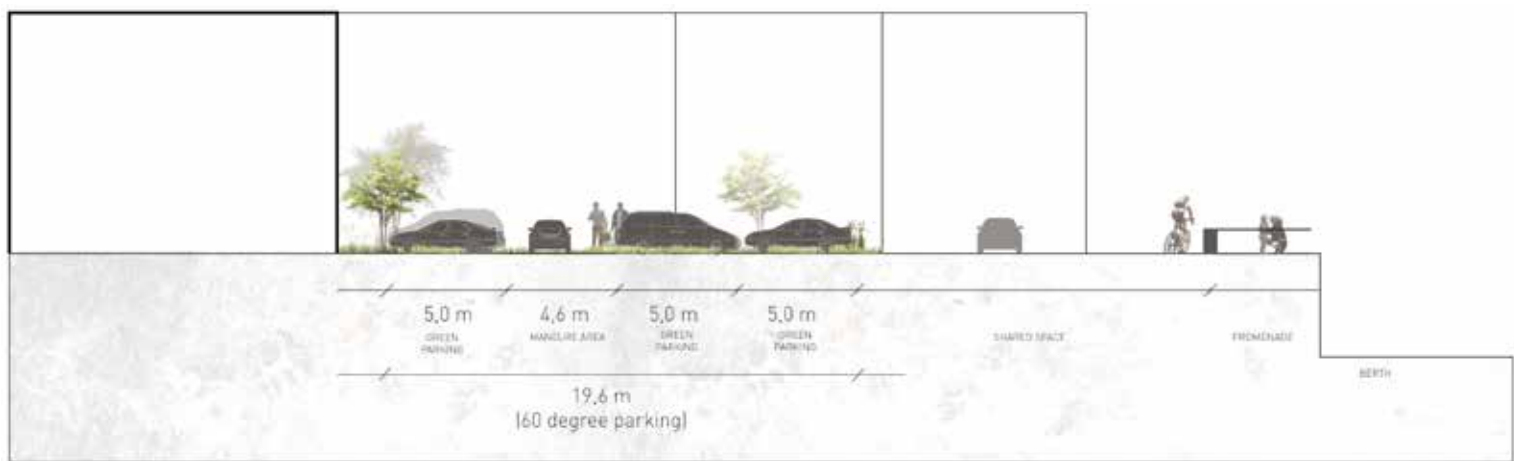 5,0 m
GREEN
PARKING
4,6 m
MANOURE AREA
5,0 m
GREEN
PARKING
5,0 m
GREEN
PARKING
SHARED SPACE
PROMENADE
BERTH
19,6 m
(60 degree parking)